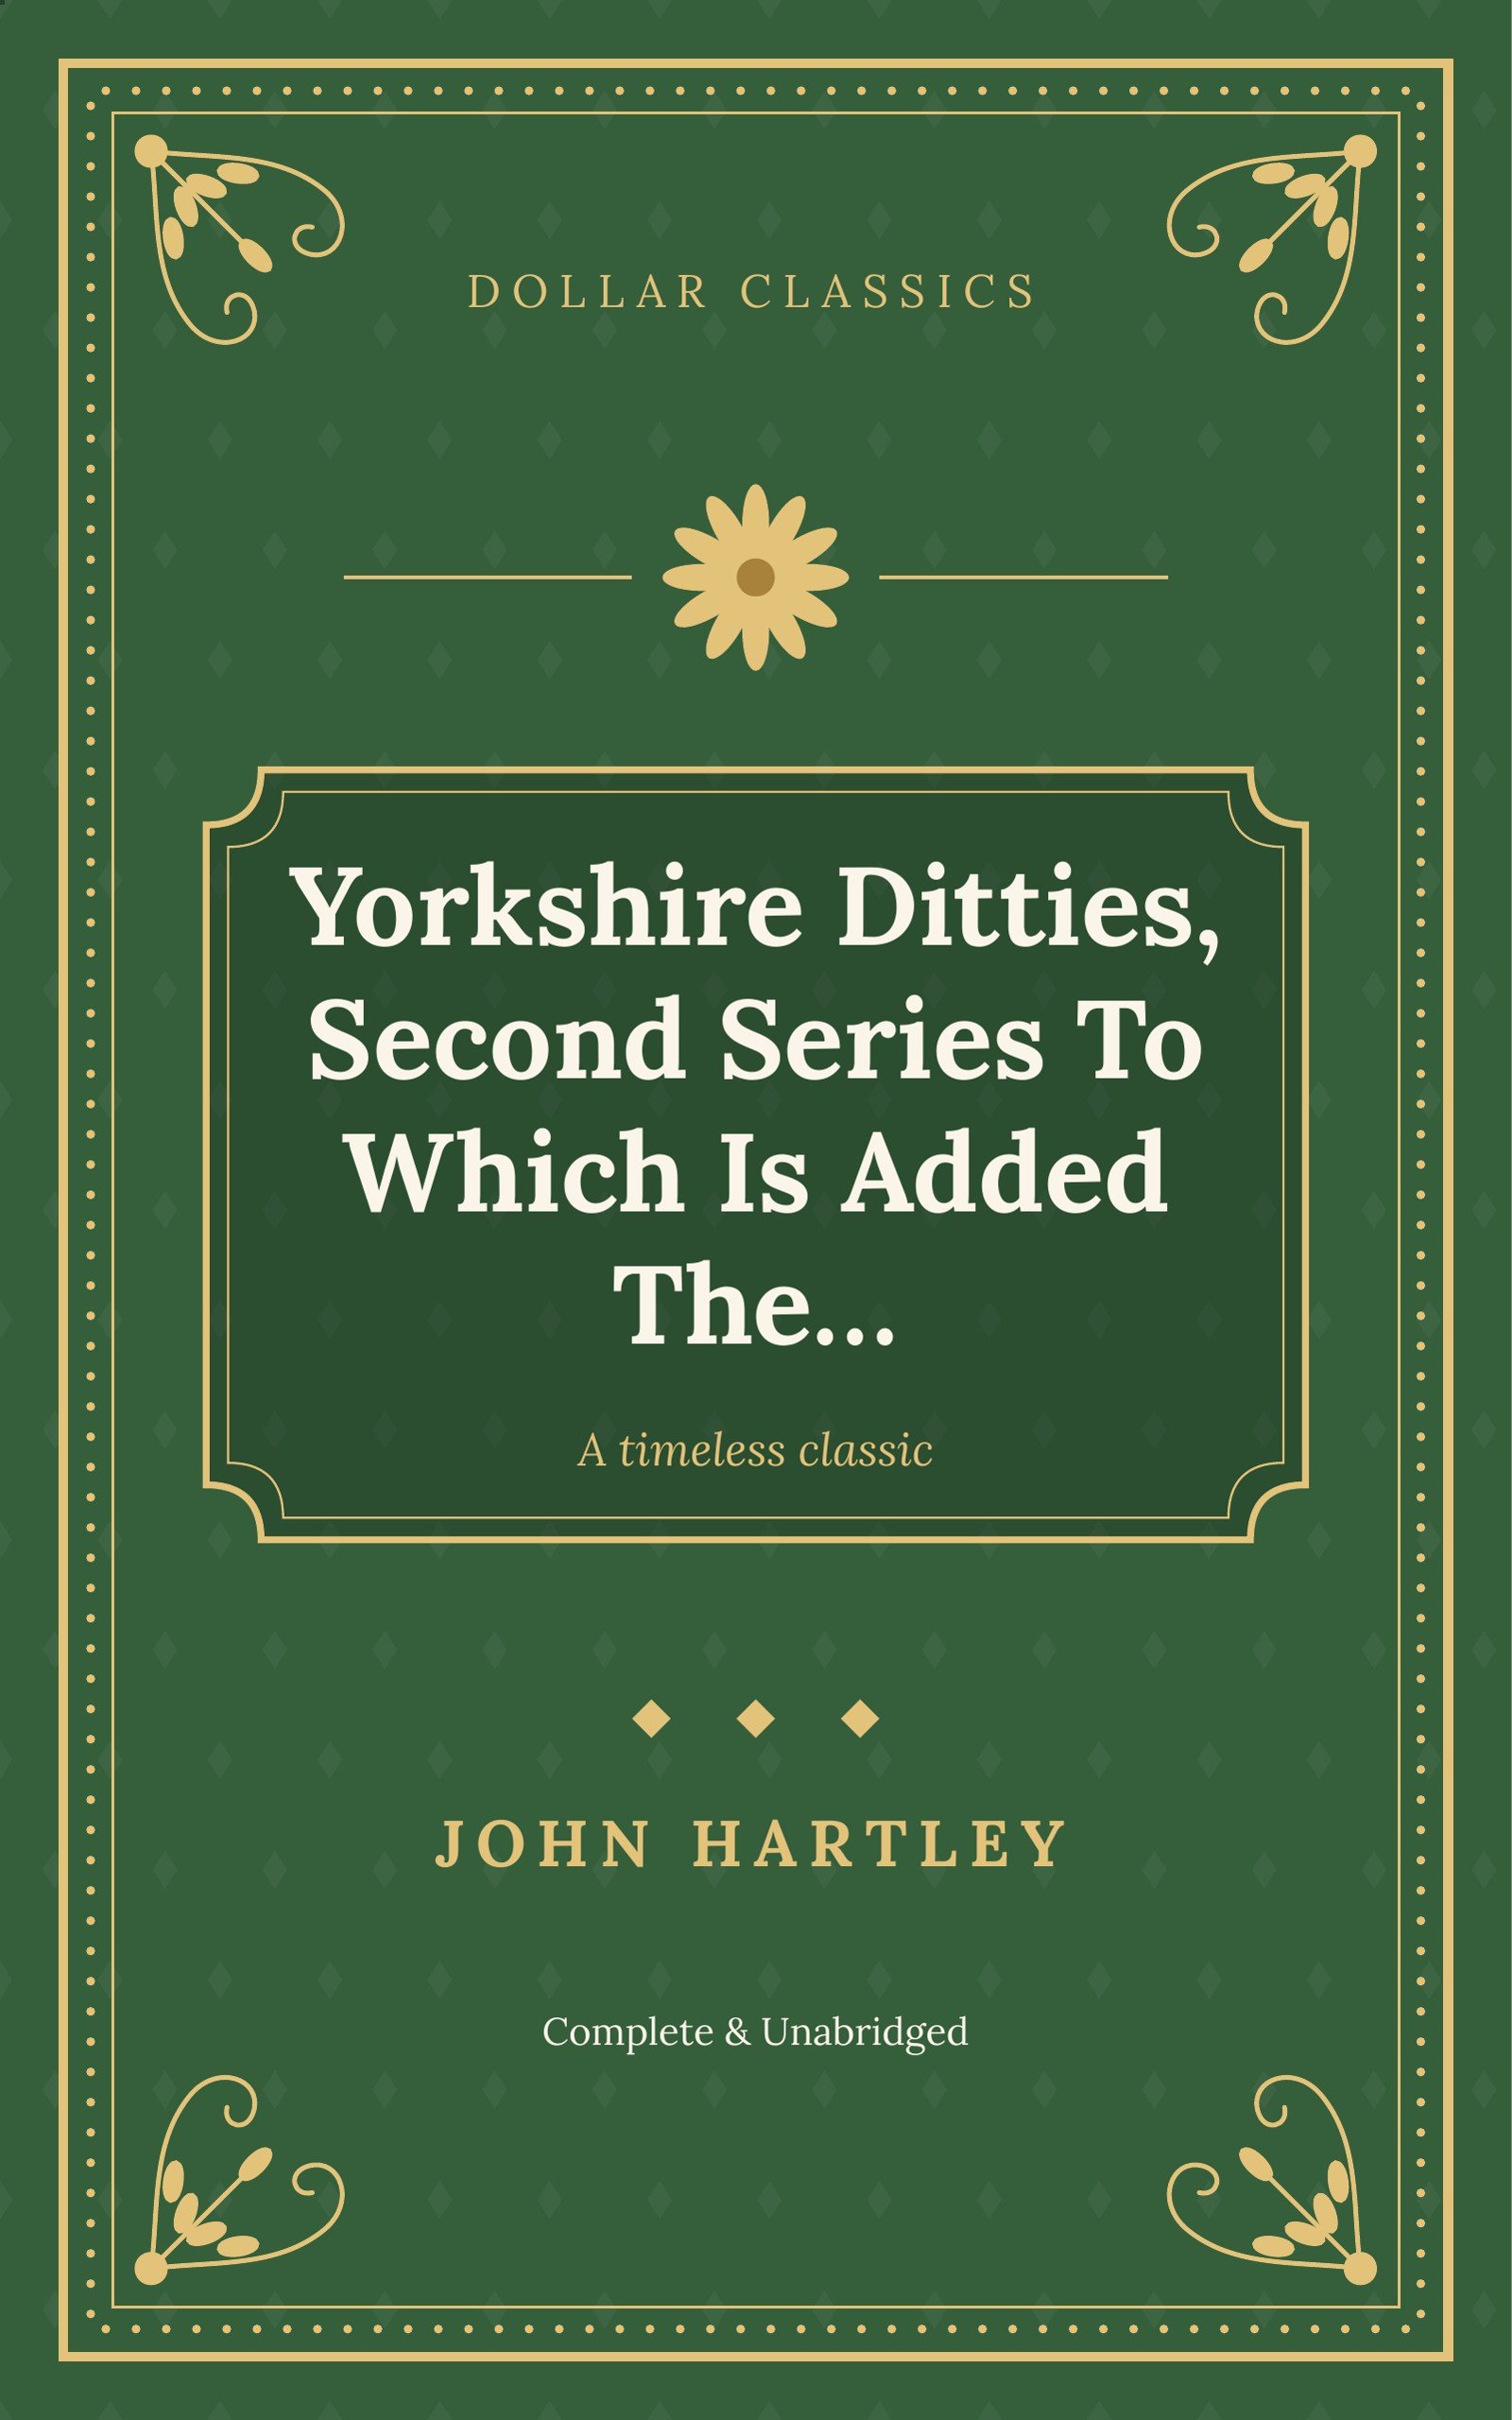 DOLLAR CLASSICS
Yorkshire Ditties,
Second Series To
Which Is Added
The...
A timeless classic
JOHN HARTLEY
Complete & Unabridged